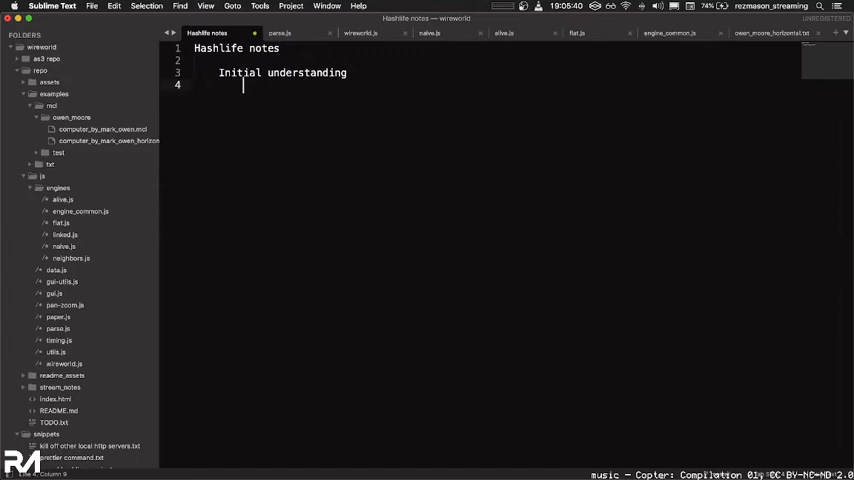 Sublime Text File Edit Selection Find View Goto Tools Project Window Help 19:05:40 74% rezmason_streaming
Hashlife notes — wireworld UNREGISTERED
Hashlife notes parse.js wireworld.js naive.js alive.js flat.js engine_common.js owen_moore_horizontal.txt
FOLDERS
wireworld
as3 repo
repo
assets
examples
mcl
owen_moore
computer_by_mark_owen.mcl
computer_by_mark_owen_horizon
test
txt
js
engines
alive.js
engine_common.js
flat.js
linked.js
naive.js
neighbors.js
data.js
gui-utils.js
gui.js
pan-zoom.js
paper.js
parse.js
timing.js
utils.js
wireworld.js
readme_assets
stream_notes
index.html
README.md
TODO.txt
snippets
kill off other local http servers.txt
prettier command.txt
1 Hashlife notes
2
3 Initial understanding
4
RM
Line 4, Column 9
music – Copter: Compilation 01, CC BY-NC-ND 2.0